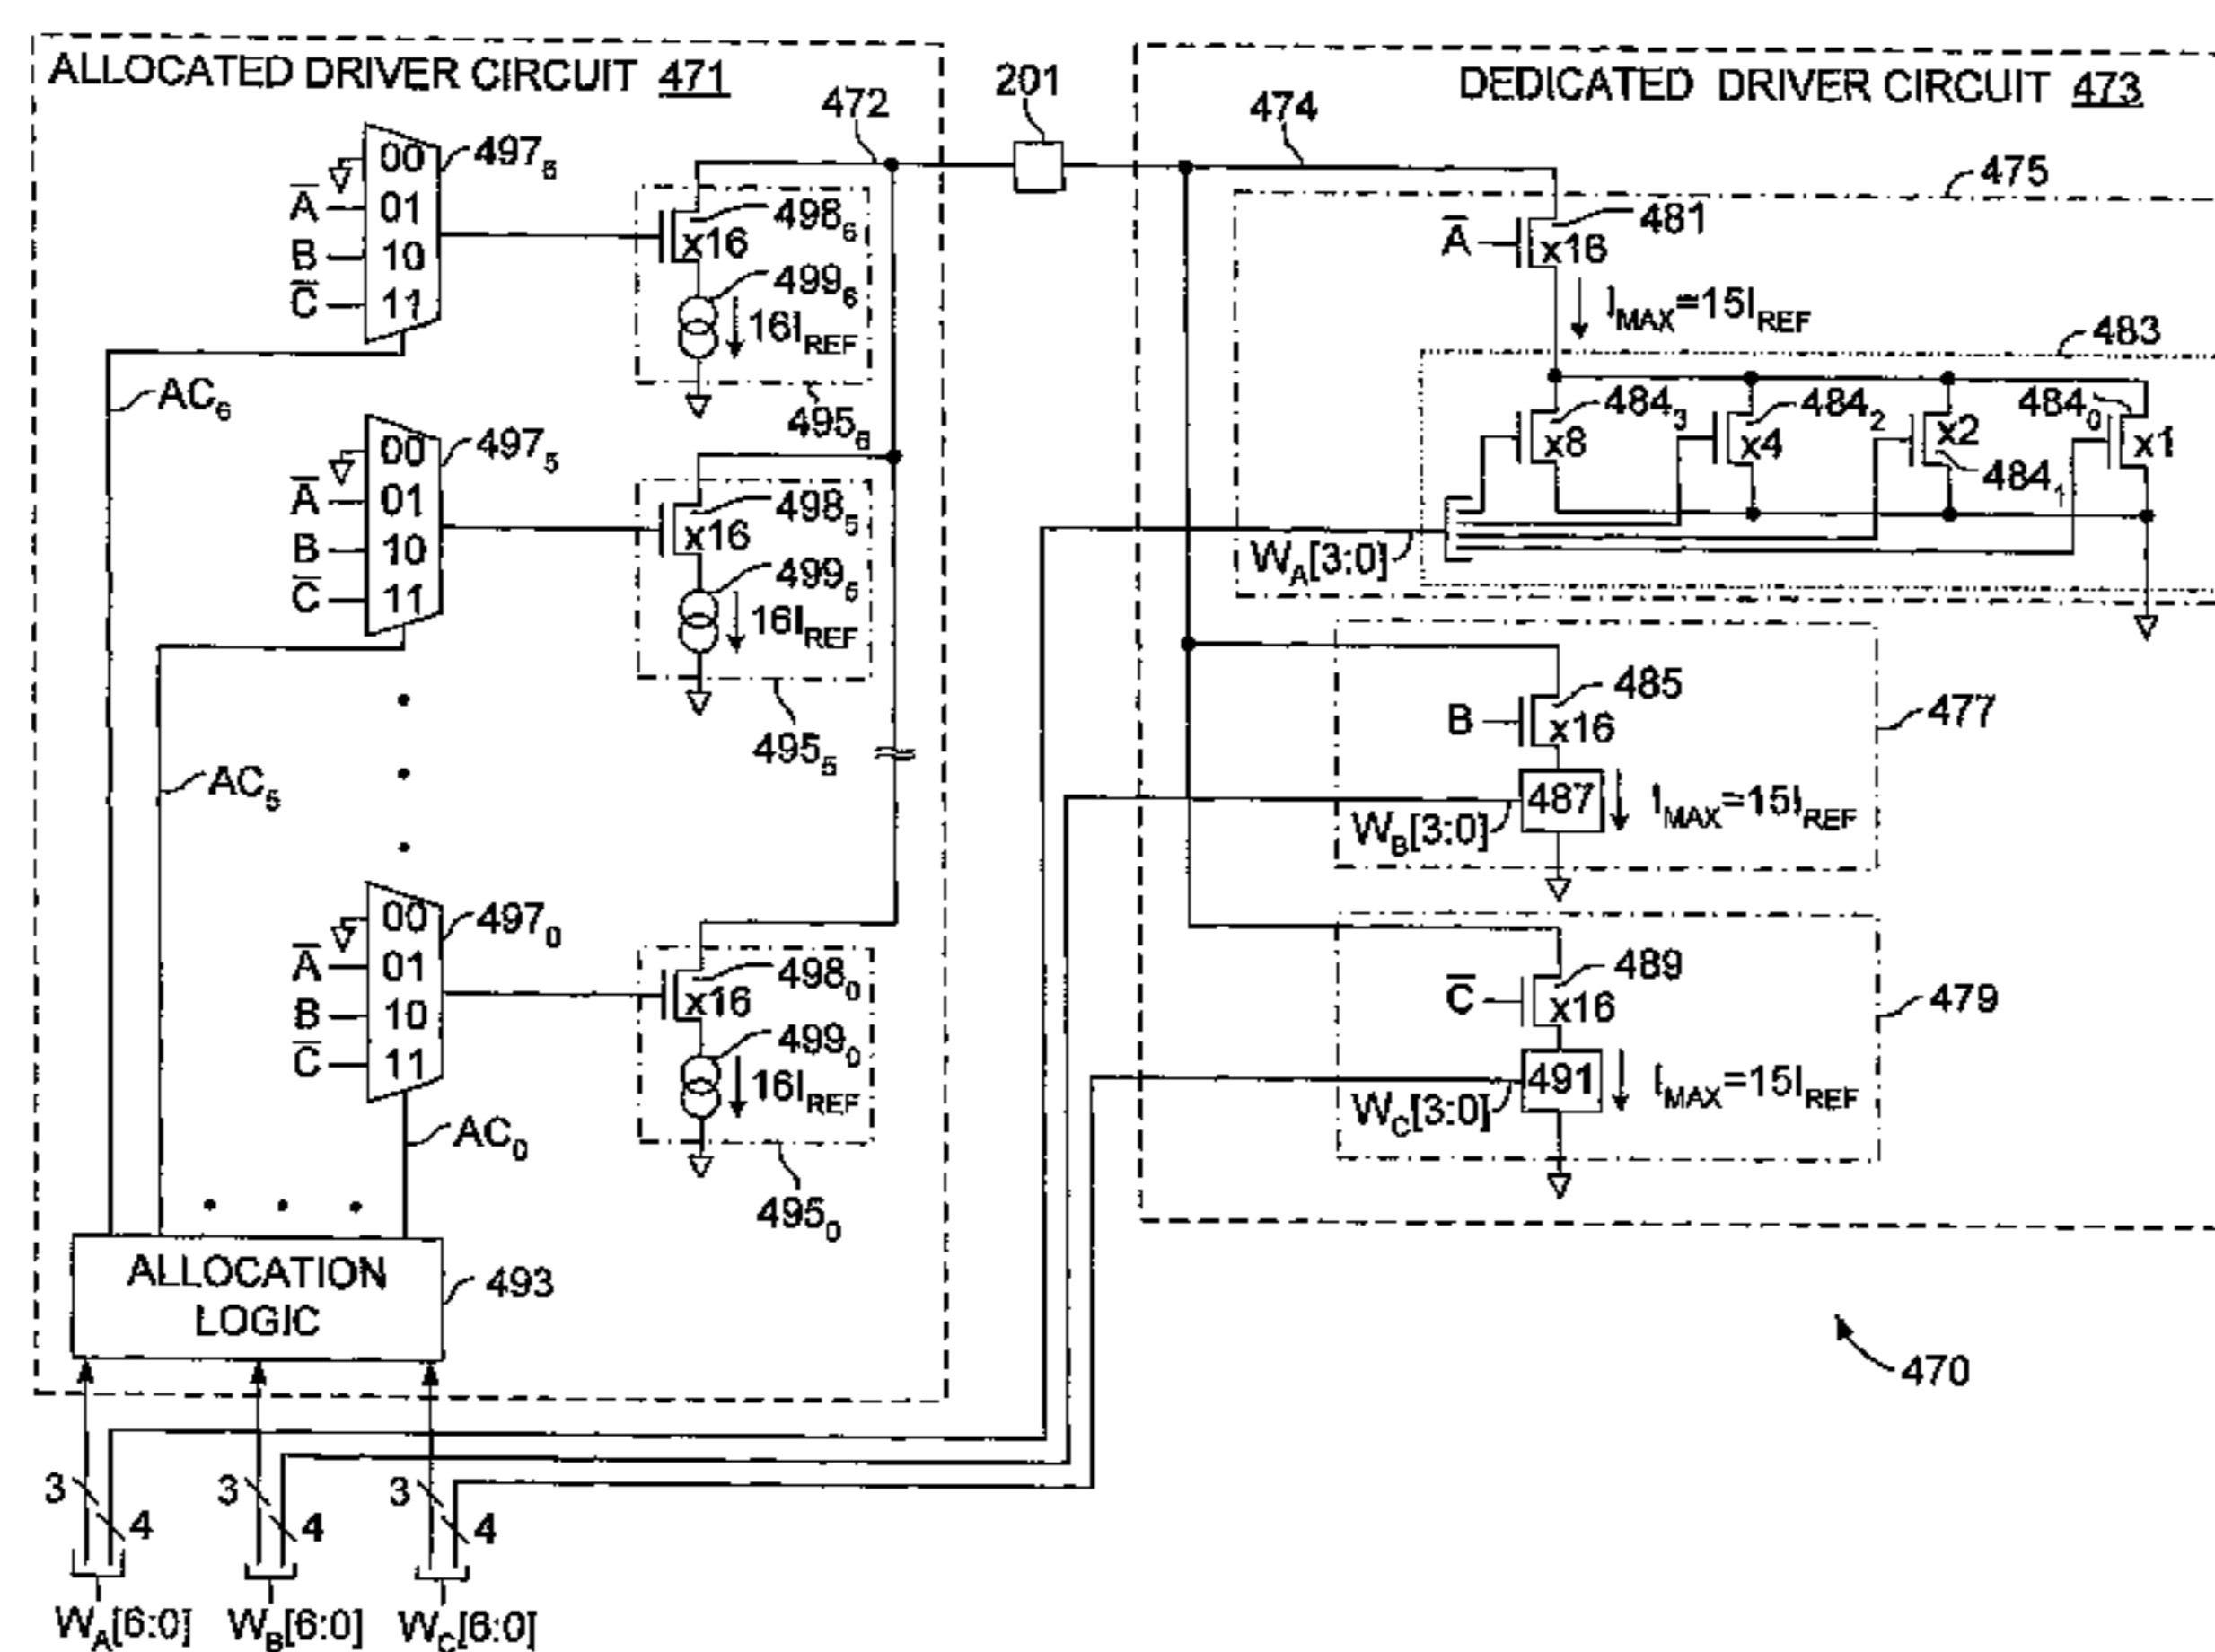 ALLOCATED DRIVER CIRCUIT 471
472
201
474
DEDICATED DRIVER CIRCUIT 473
475
00
A̅ 01
B 10
C̅ 11
497₆
498₆
x16
499₆
16I_REF
495₆
AC₆
A̅
481
x16
I_MAX=15I_REF
483
484₃
x8
484₂
x4
x2
484₁
484₀
x1
W_A[3:0]
00
A̅ 01
B 10
C̅ 11
497₅
498₅
x16
499₅
16I_REF
495₅
AC₅
485
B
x16
477
487
I_MAX=15I_REF
W_B[3:0]
00
A̅ 01
B 10
C̅ 11
497₀
498₀
x16
499₀
16I_REF
495₀
AC₀
489
C̅
x16
479
491
I_MAX=15I_REF
W_C[3:0]
ALLOCATION
LOGIC
493
470
3 4 3 4 3 4
W_A[6:0] W_B[6:0] W_C[6:0]